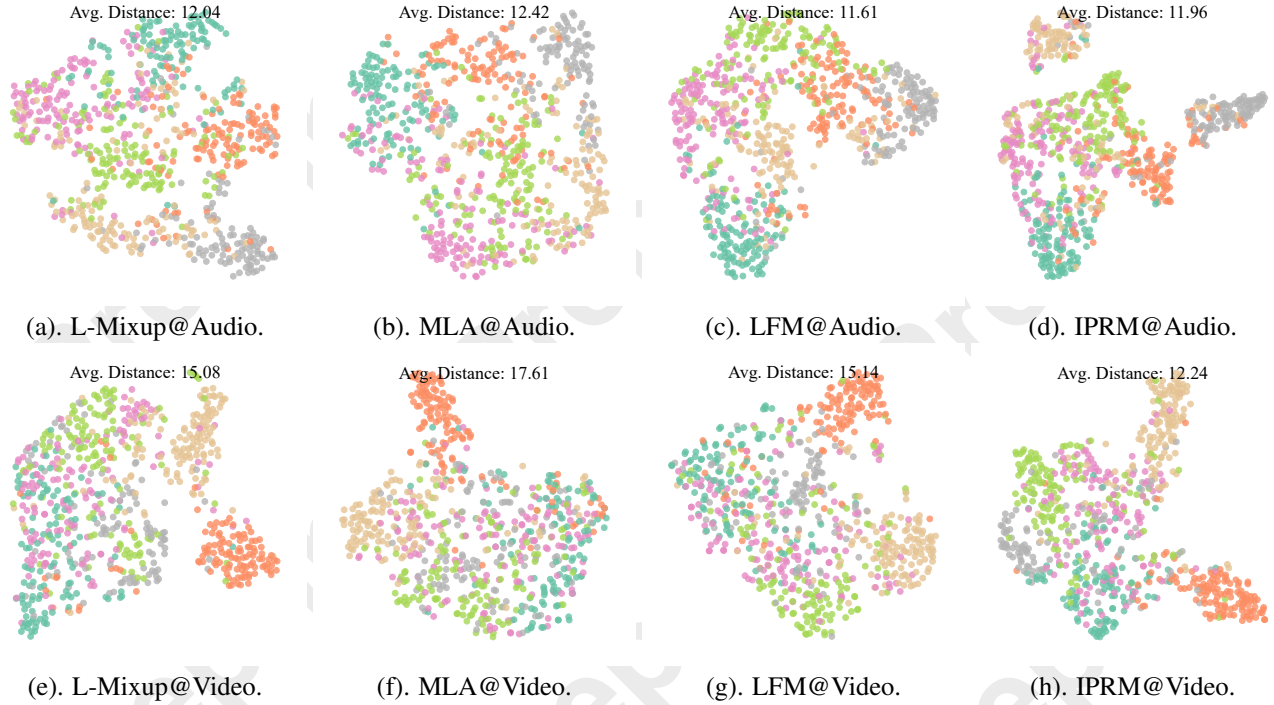 Avg. Distance: 12.04
Avg. Distance: 12.42
Avg. Distance: 11.61
Avg. Distance: 11.96
(a). L-Mixup@Audio.
(b). MLA@Audio.
(c). LFM@Audio.
(d). IPRM@Audio.
Avg. Distance: 15.08
Avg. Distance: 17.61
Avg. Distance: 15.14
Avg. Distance: 12.24
(e). L-Mixup@Video.
(f). MLA@Video.
(g). LFM@Video.
(h). IPRM@Video.